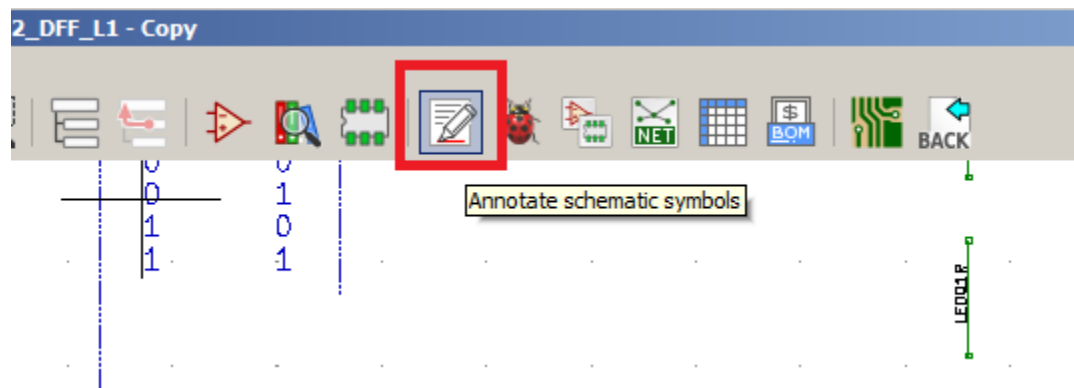 2_DFF_L1 - Copy
NET
$
BOM
BACK
0 0
0 1
1 0
1 1
Annotate schematic symbols
LED01R